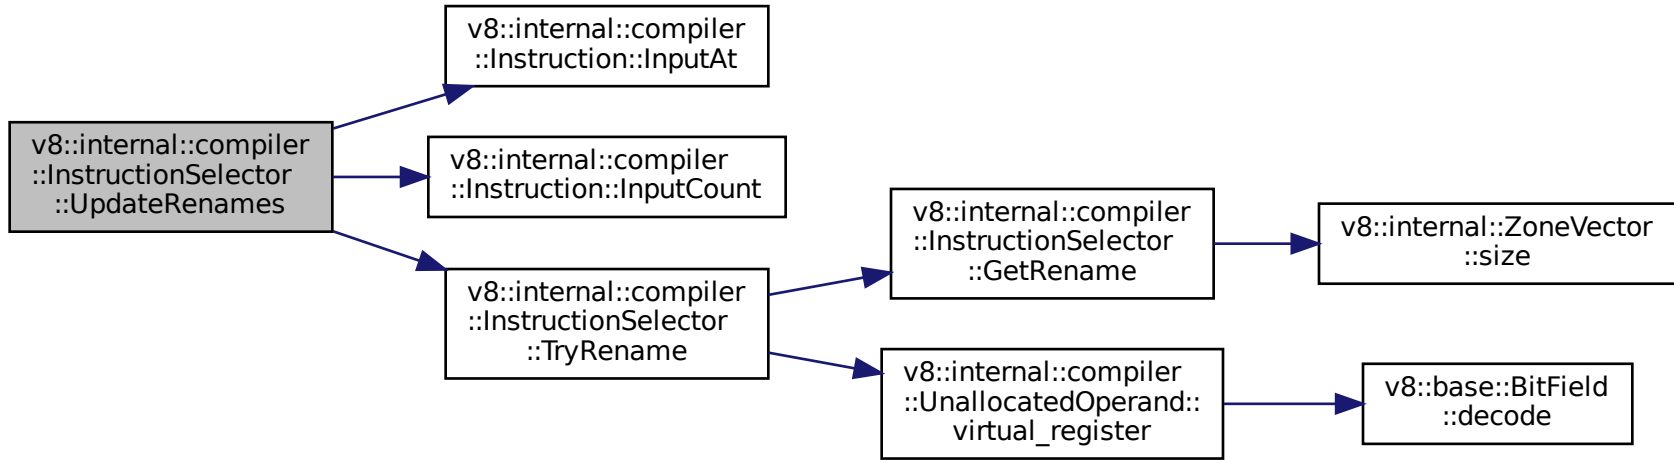 v8::internal::compiler
::Instruction::InputAt
v8::internal::compiler
::InstructionSelector
::UpdateRenames
v8::internal::compiler
::Instruction::InputCount
v8::internal::compiler
::InstructionSelector
::TryRename
v8::internal::compiler
::InstructionSelector
::GetRename
v8::internal::ZoneVector
::size
v8::internal::compiler
::UnallocatedOperand::
virtual_register
v8::base::BitField
::decode